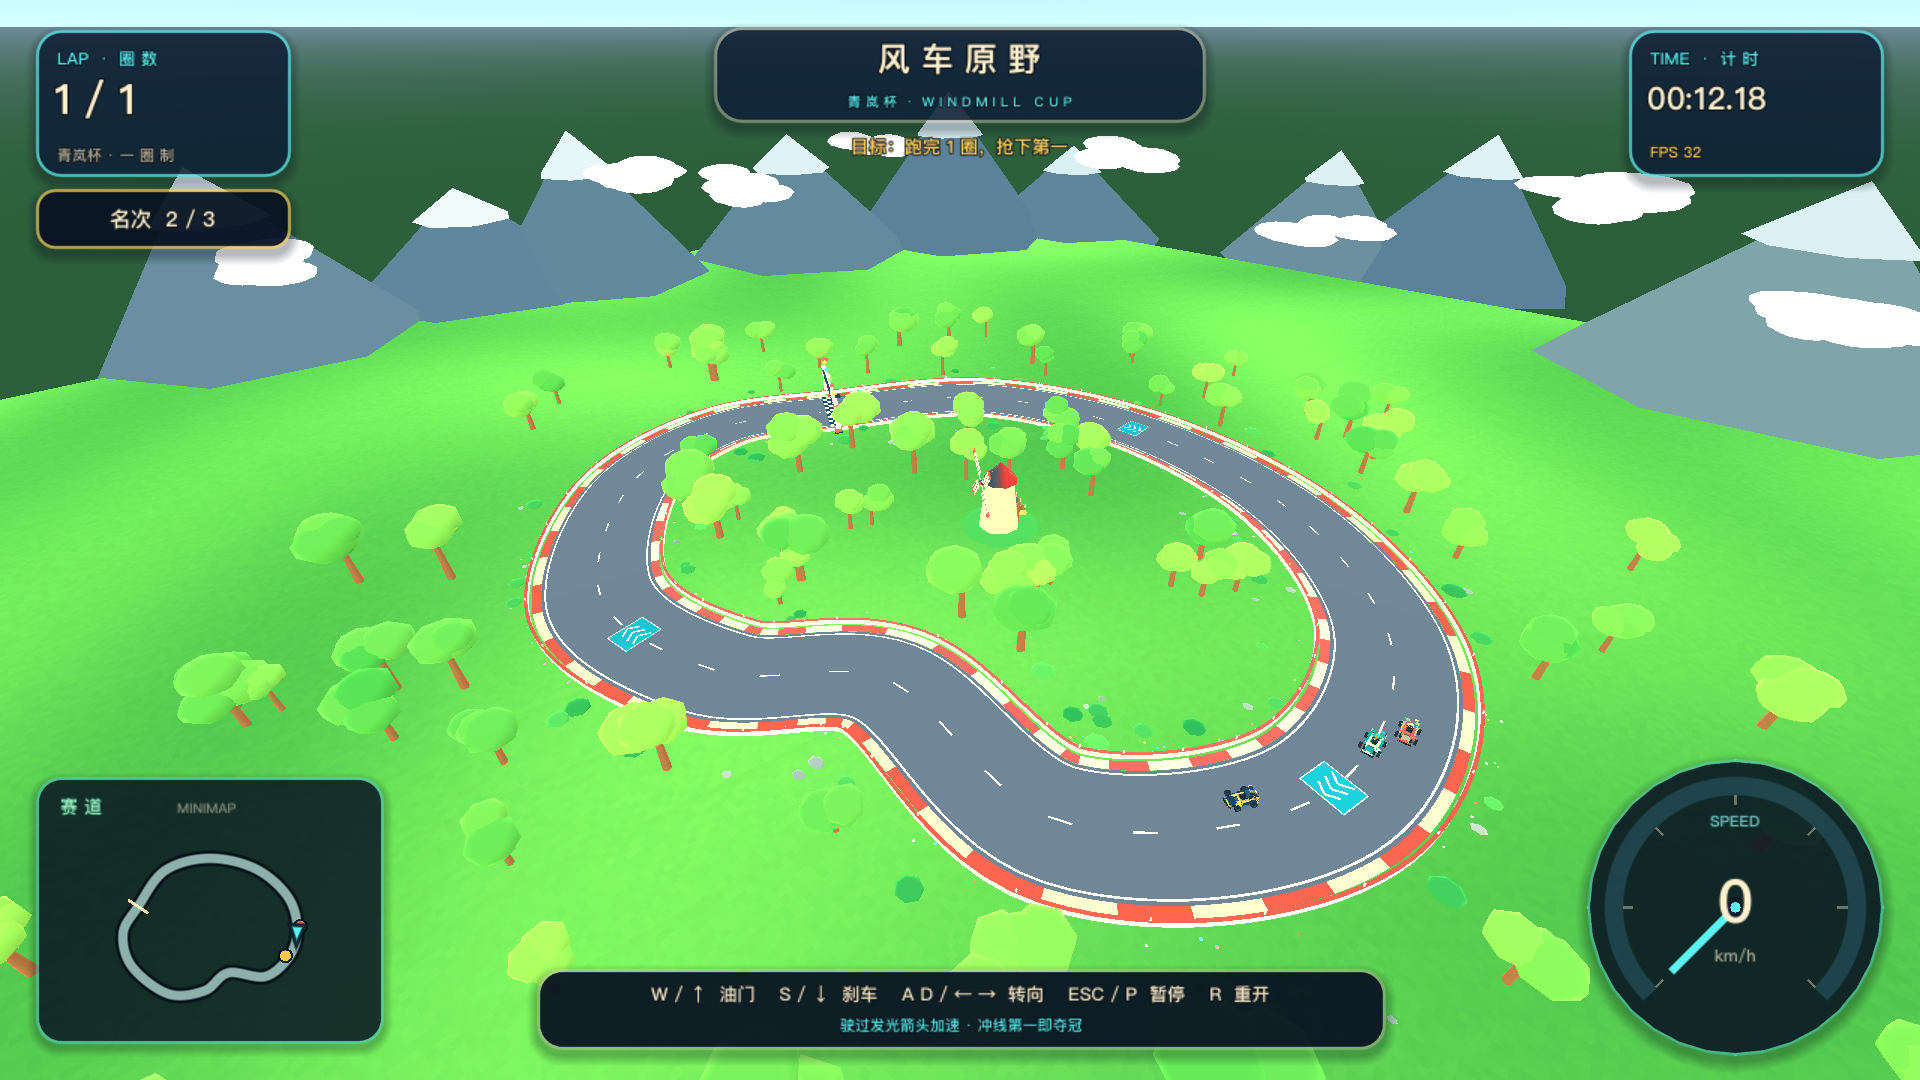 LAP · 圈数
1 / 1
青岚杯 · 一圈制
名次 2 / 3
风车原野
青岚杯 · WINDMILL CUP
目标：跑完 1 圈，抢下第一
TIME · 计时
00:12.18
FPS 32
赛道 MINIMAP
SPEED
0
km/h
W / ↑ 油门 S / ↓ 刹车 A D / ← → 转向 ESC / P 暂停 R 重开
驶过发光箭头加速 · 冲线第一即夺冠